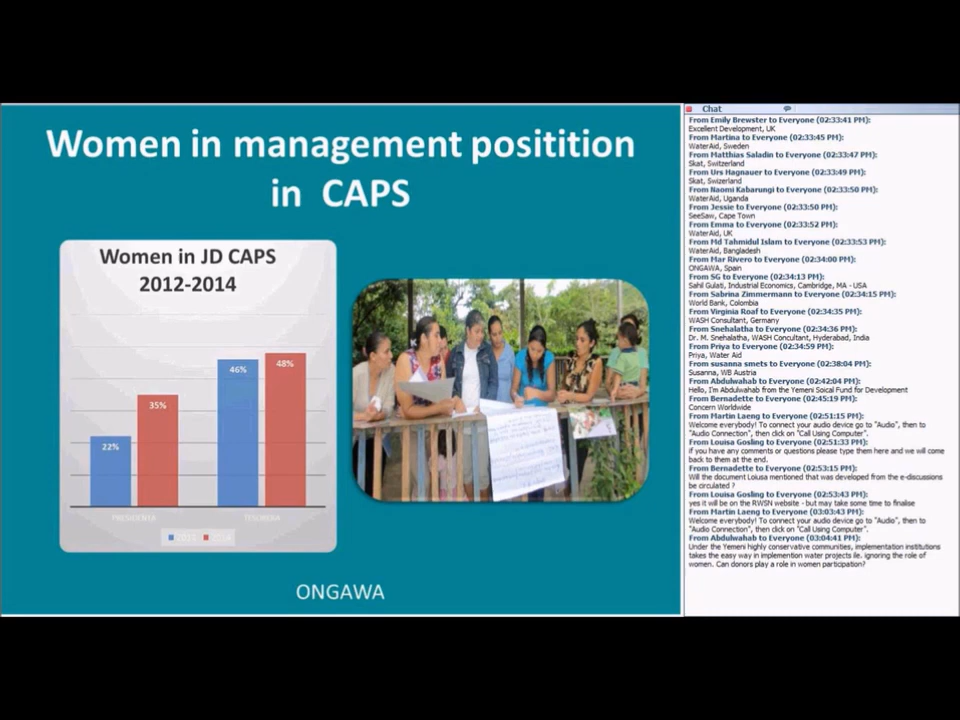 Women in management positition
in CAPS
Women in JD CAPS
2012-2014
22%
35%
46%
48%
PRESIDENTA
TESORERA
2012 2014
ONGAWA
Chat
From Emily Brewster to Everyone (02:33:41 PM):
Excellent Development, UK
From Martina to Everyone (02:33:45 PM):
WaterAid, Sweden
From Matthias Saladin to Everyone (02:33:47 PM):
Skat, Switzerland
From Urs Hagnauer to Everyone (02:33:49 PM):
Skat, Swizerland
From Naomi Kabarungi to Everyone (02:33:50 PM):
WaterAid, Uganda
From Jessie to Everyone (02:33:50 PM):
SeeSaw, Cape Town
From Emma to Everyone (02:33:52 PM):
WaterAid, UK
From Md Tahmidul Islam to Everyone (02:33:53 PM):
WaterAid, Bangladesh
From Mar Rivero to Everyone (02:34:00 PM):
ONGAWA, Spain
From SG to Everyone (02:34:13 PM):
Sahil Gulati, Industrial Economics, Cambridge, MA - USA
From Sabrina Zimmermann to Everyone (02:34:15 PM):
World Bank, Colombia
From Virginia Roaf to Everyone (02:34:35 PM):
WASH Consultant, Germany
From Snehalatha to Everyone (02:34:36 PM):
Dr. M. Snehalatha, WASH Concultant, Hyderabad, India
From Priya to Everyone (02:34:59 PM):
Priya, Water Aid
From susanna smets to Everyone (02:38:04 PM):
Susanna, WB Austria
From Abdulwahab to Everyone (02:42:04 PM):
Hello, I'm Abdulwahab from the Yemeni Soical Fund for Development
From Bernadette to Everyone (02:45:19 PM):
Concern Worldwide
From Martin Laeng to Everyone (02:51:15 PM):
Welcome everybody! To connect your audio device go to "Audio", then to
"Audio Connection", then click on "Call Using Computer".
From Louisa Gosling to Everyone (02:51:33 PM):
if you have any comments or questions please type them here and we will come
back to them at the end.
From Bernadette to Everyone (02:53:15 PM):
Will the document Loiusa mentioned that was developed from the e-discussions
be circulated ?
From Louisa Gosling to Everyone (02:53:43 PM):
yes it will be on the RWSN website - but may take some time to finalise
From Martin Laeng to Everyone (03:03:43 PM):
Welcome everybody! To connect your audio device go to "Audio", then to
"Audio Connection", then click on "Call Using Computer".
From Abdulwahab to Everyone (03:04:41 PM):
Under the Yemeni highly conservative communities, implementation institutions
takes the easy way in implemention water projects ie. ignoring the role of
women. Can donors play a role in women participation?